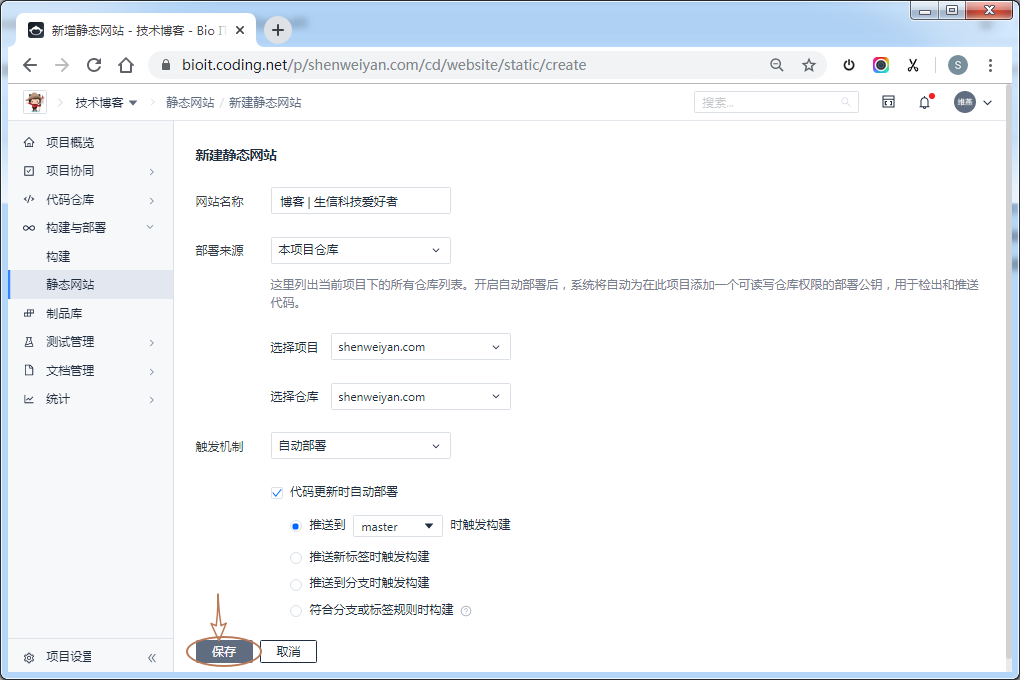 新增静态网站 - 技术博客 - Bio IT
bioit.coding.net/p/shenweiyan.com/cd/website/static/create
S
技术博客
静态网站 / 新建静态网站
搜索...
维燕
项目概览
项目协同
代码仓库
构建与部署
构建
静态网站
制品库
测试管理
文档管理
统计
项目设置
新建静态网站
网站名称
博客 | 生信科技爱好者
部署来源
本项目仓库
这里列出当前项目下的所有仓库列表。开启自动部署后，系统将自动为在此项目添加一个可读写仓库权限的部署公钥，用于检出和推送
代码。
选择项目
shenweiyan.com
选择仓库
shenweiyan.com
触发机制
自动部署
代码更新时自动部署
推送到 master 时触发构建
推送新标签时触发构建
推送到分支时触发构建
符合分支或标签规则时构建
保存
取消